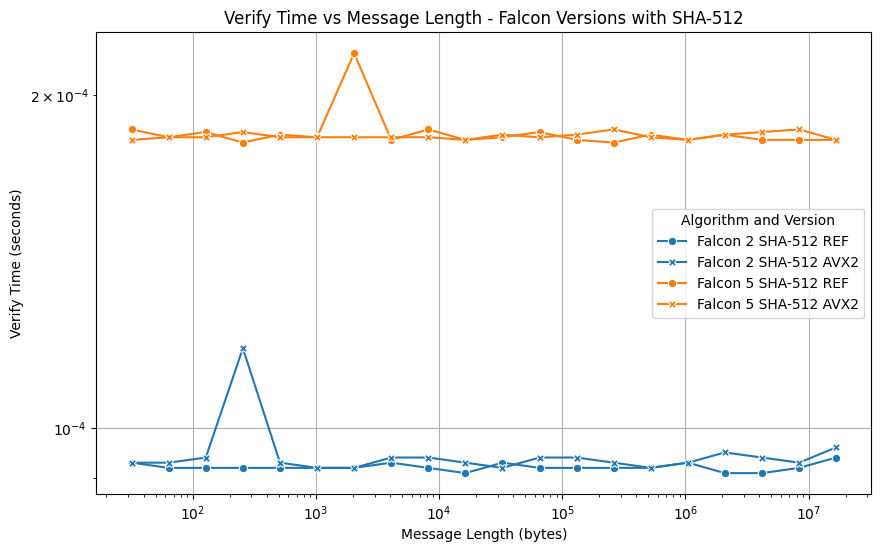 Verify Time vs Message Length - Falcon Versions with SHA-512
Verify Time (seconds)
2 × 10⁻⁴
10⁻⁴
Algorithm and Version
Falcon 2 SHA-512 REF
Falcon 2 SHA-512 AVX2
Falcon 5 SHA-512 REF
Falcon 5 SHA-512 AVX2
10² 10³ 10⁴ 10⁵ 10⁶ 10⁷
Message Length (bytes)